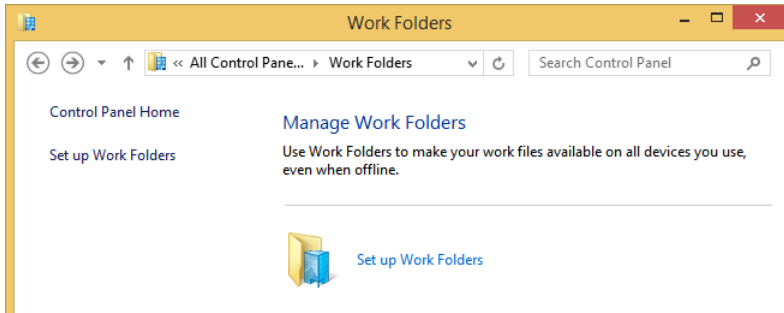 Work Folders
« All Control Pane... Work Folders
Search Control Panel
Control Panel Home
Set up Work Folders
Manage Work Folders
Use Work Folders to make your work files available on all devices you use,
even when offline.
Set up Work Folders